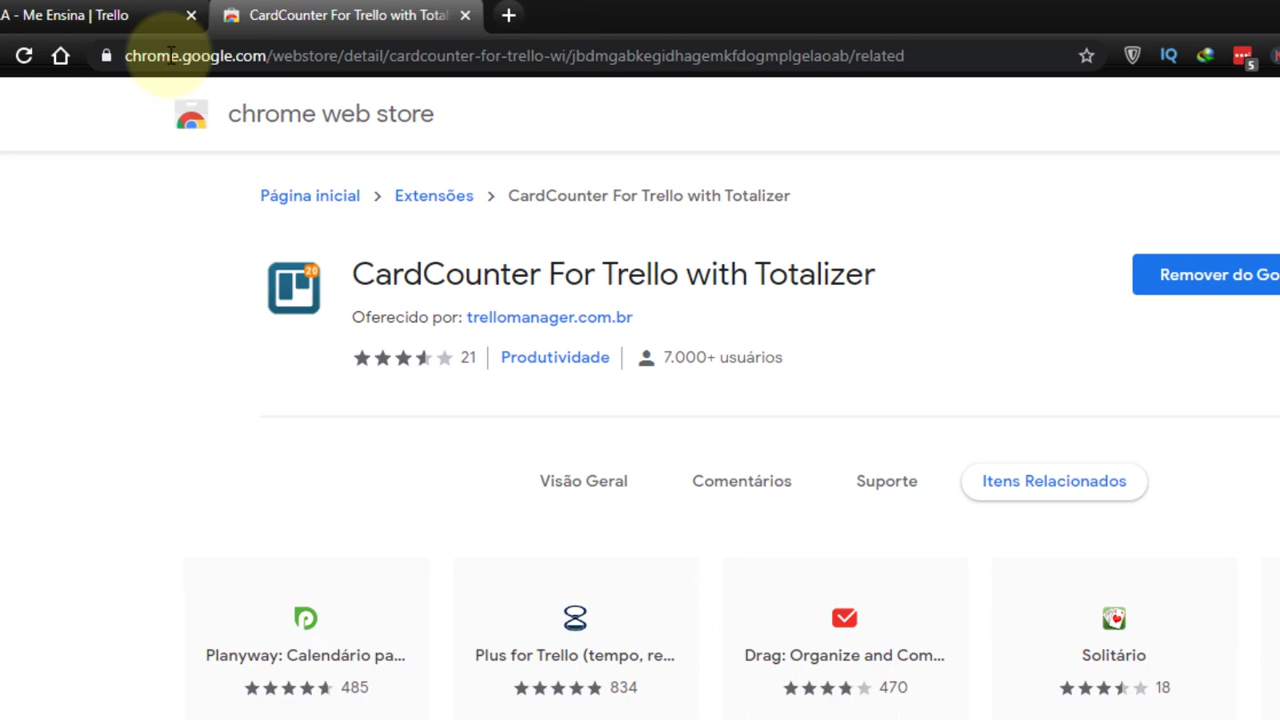 A - Me Ensina | Trello
CardCounter For Trello with Total
chrome.google.com/webstore/detail/cardcounter-for-trello-wi/jbdmgabkegidhagemkfdogmplgelaoab/related
IQ
5
chrome web store
Página inicial > Extensões > CardCounter For Trello with Totalizer
20
CardCounter For Trello with Totalizer
Remover do Go
Oferecido por: trellomanager.com.br
21 | Produtividade | 7.000+ usuários
Visão Geral Comentários Suporte Itens Relacionados
Planyway: Calendário pa... Plus for Trello (tempo, re... Drag: Organize and Com... Solitário
485 834 470 18